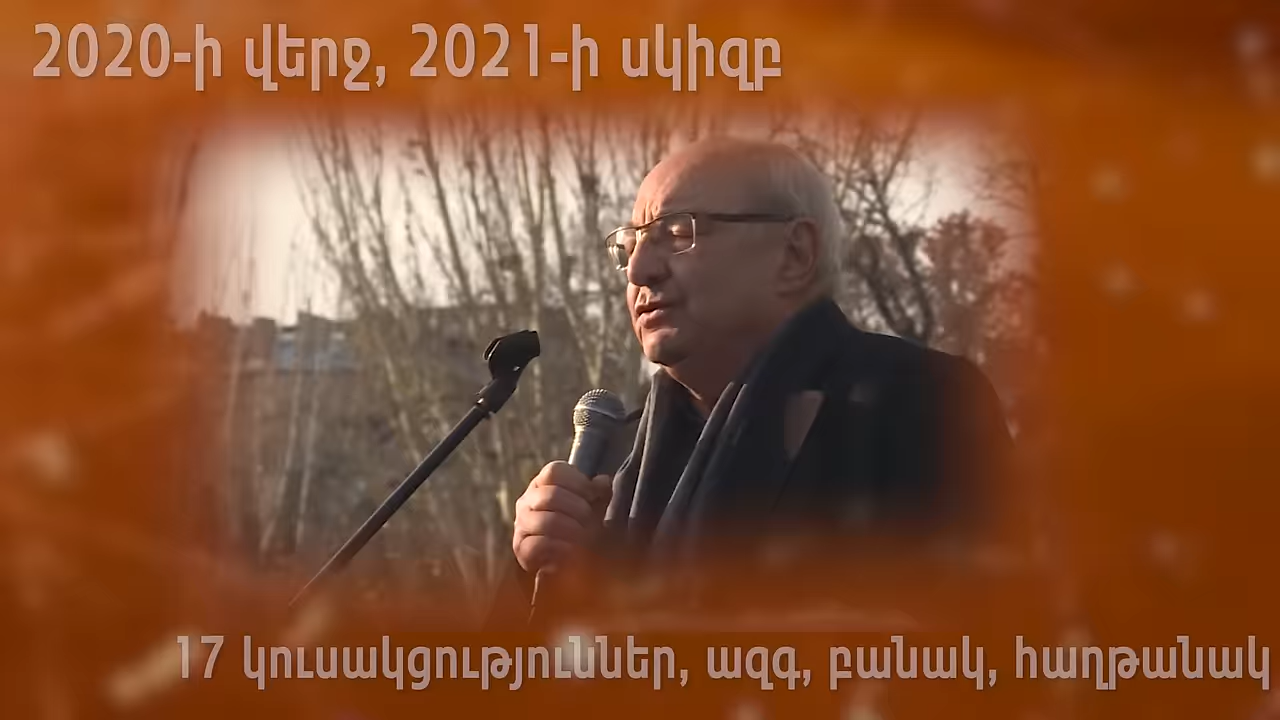 2020-ի վերջ, 2021-ի սկիզբ
17 կուսակցություններ, ազգ, բանակ, հաղթանակ